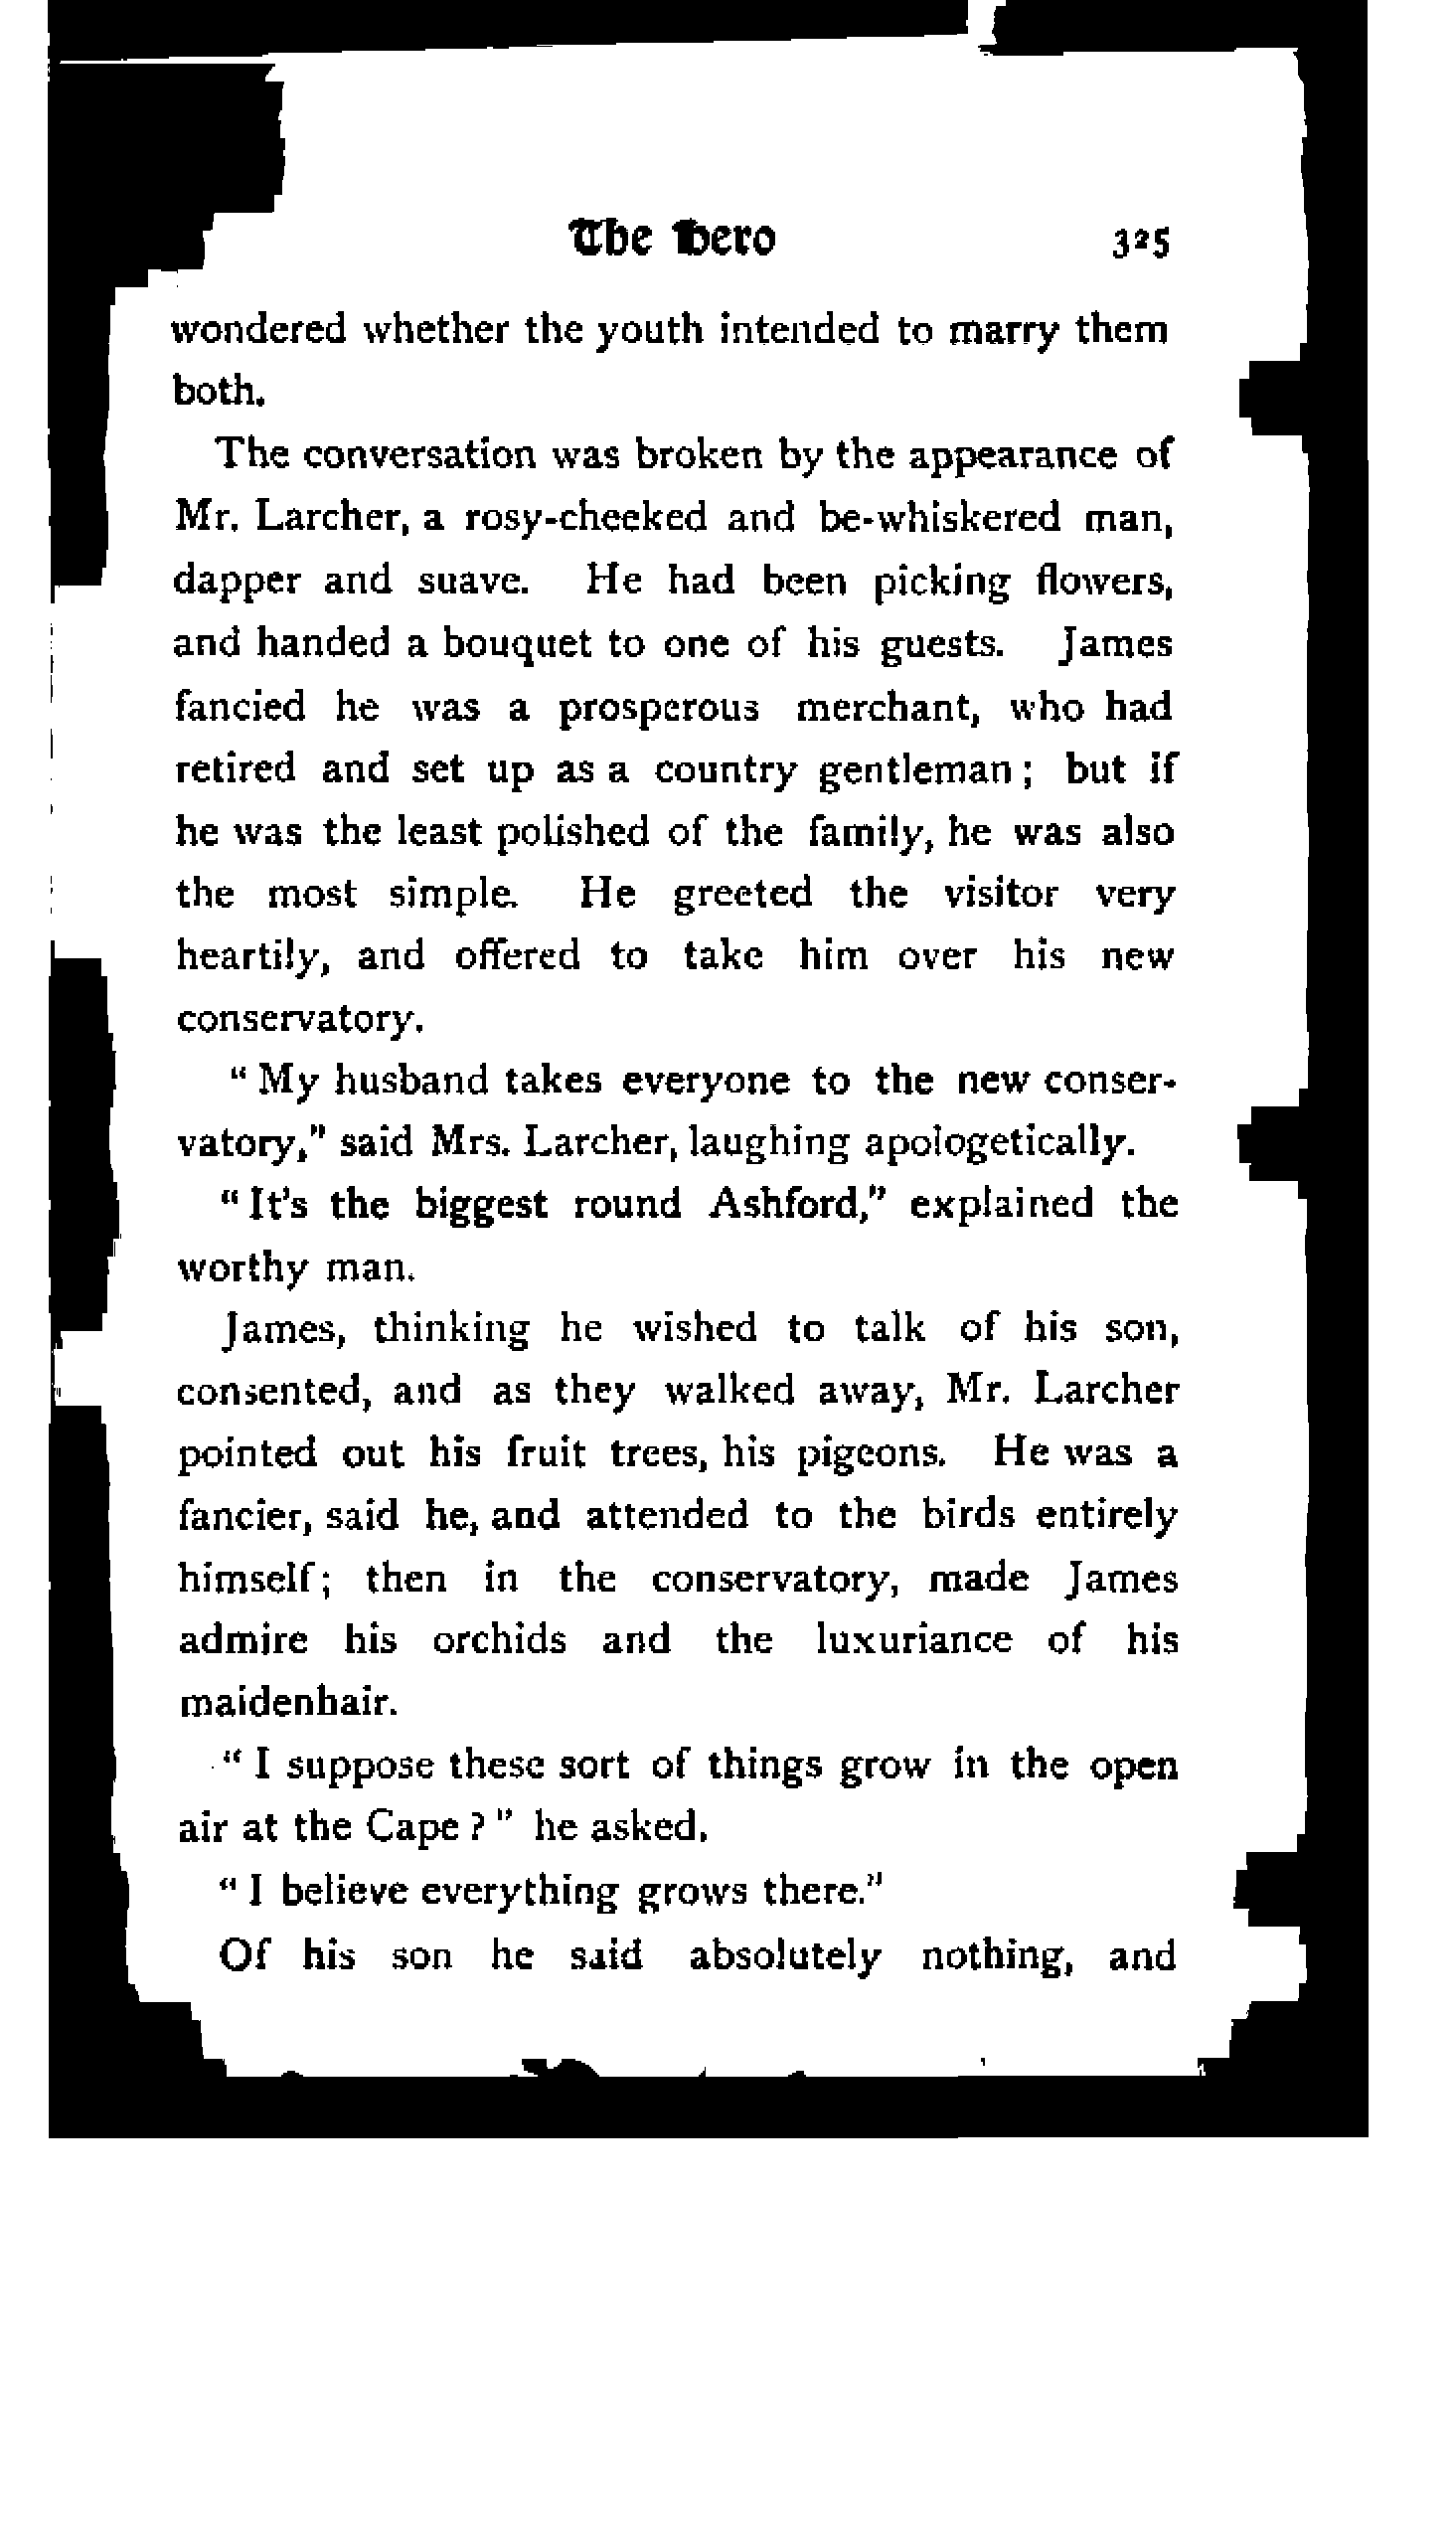 The Hero 325
wondered whether the youth intended to marry them
both.
The conversation was broken by the appearance of
Mr. Larcher, a rosy-cheeked and be-whiskered man,
dapper and suave. He had been picking flowers,
and handed a bouquet to one of his guests. James
fancied he was a prosperous merchant, who had
retired and set up as a country gentleman; but if
he was the least polished of the family, he was also
the most simple. He greeted the visitor very
heartily, and offered to take him over his new
conservatory.
" My husband takes everyone to the new conser-
vatory," said Mrs. Larcher, laughing apologetically.
"It's the biggest round Ashford," explained the
worthy man.
James, thinking he wished to talk of his son,
consented, and as they walked away, Mr. Larcher
pointed out his fruit trees, his pigeons. He was a
fancier, said he, and attended to the birds entirely
himself; then in the conservatory, made James
admire his orchids and the luxuriance of his
maidenhair.
" I suppose these sort of things grow in the open
air at the Cape ? " he asked.
" I believe everything grows there."
Of his son he said absolutely nothing, and